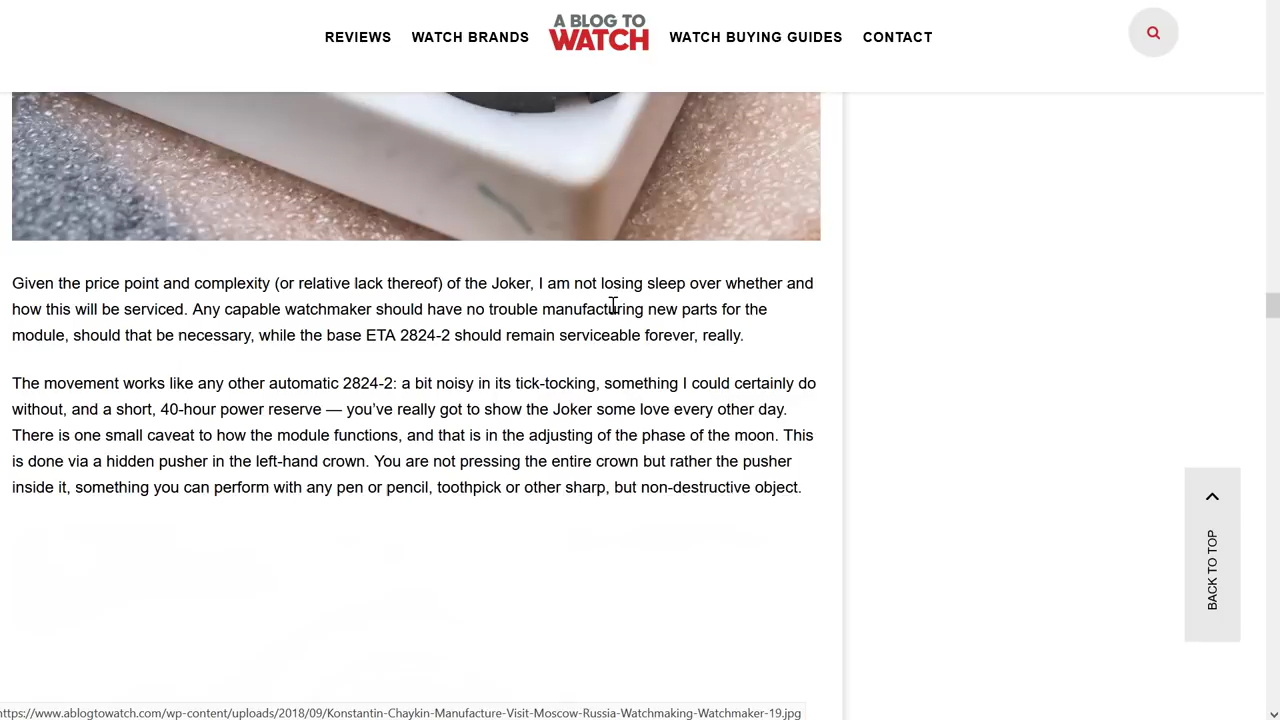 REVIEWS
WATCH BRANDS
A BLOG TO
WATCH
WATCH BUYING GUIDES
CONTACT
Given the price point and complexity (or relative lack thereof) of the Joker, I am not losing sleep over whether and
how this will be serviced. Any capable watchmaker should have no trouble manufacturing new parts for the
module, should that be necessary, while the base ETA 2824-2 should remain serviceable forever, really.
The movement works like any other automatic 2824-2: a bit noisy in its tick-tocking, something I could certainly do
without, and a short, 40-hour power reserve — you’ve really got to show the Joker some love every other day.
There is one small caveat to how the module functions, and that is in the adjusting of the phase of the moon. This
is done via a hidden pusher in the left-hand crown. You are not pressing the entire crown but rather the pusher
inside it, something you can perform with any pen or pencil, toothpick or other sharp, but non-destructive object.
BACK TO TOP
https://www.ablogtowatch.com/wp-content/uploads/2018/09/Konstantin-Chaykin-Manufacture-Visit-Moscow-Russia-Watchmaking-Watchmaker-19.jpg